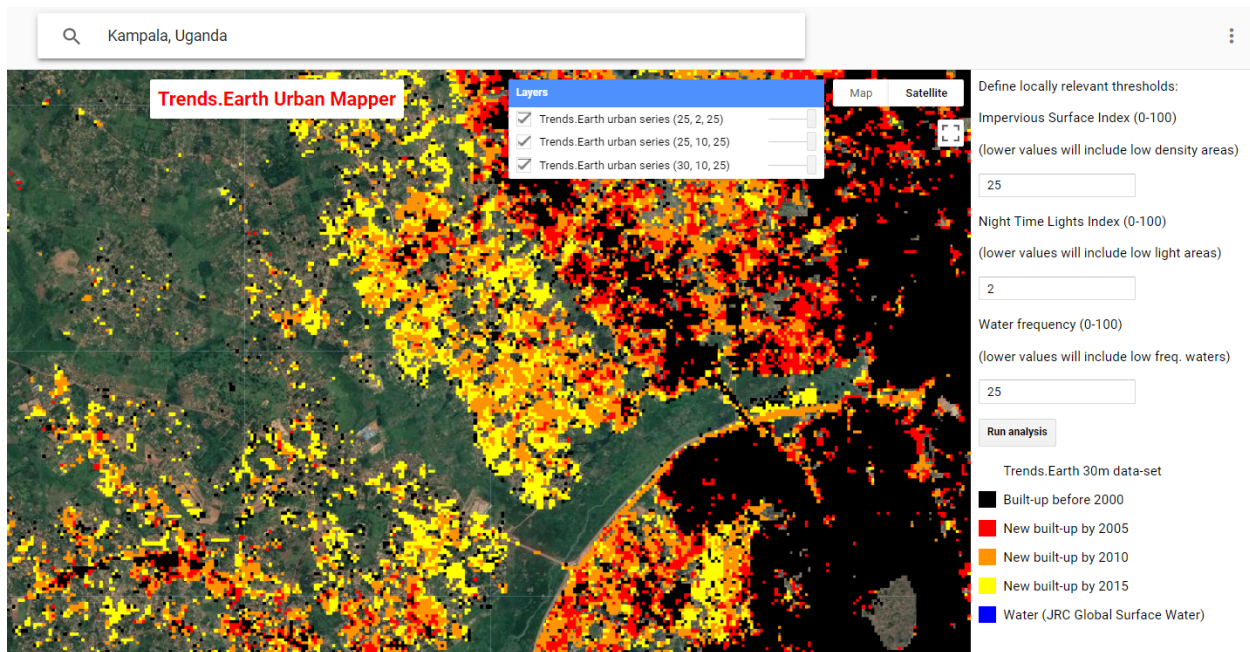 Kampala, Uganda
Trends.Earth Urban Mapper
Layers
Trends.Earth urban series (25, 2, 25)
Trends.Earth urban series (25, 10, 25)
Trends.Earth urban series (30, 10, 25)
Map Satellite
Define locally relevant thresholds:
Impervious Surface Index (0-100)
(lower values will include low density areas)
25
Night Time Lights Index (0-100)
(lower values will include low light areas)
2
Water frequency (0-100)
(lower values will include low freq. waters)
25
Run analysis
Trends.Earth 30m data-set
Built-up before 2000
New built-up by 2005
New built-up by 2010
New built-up by 2015
Water (JRC Global Surface Water)